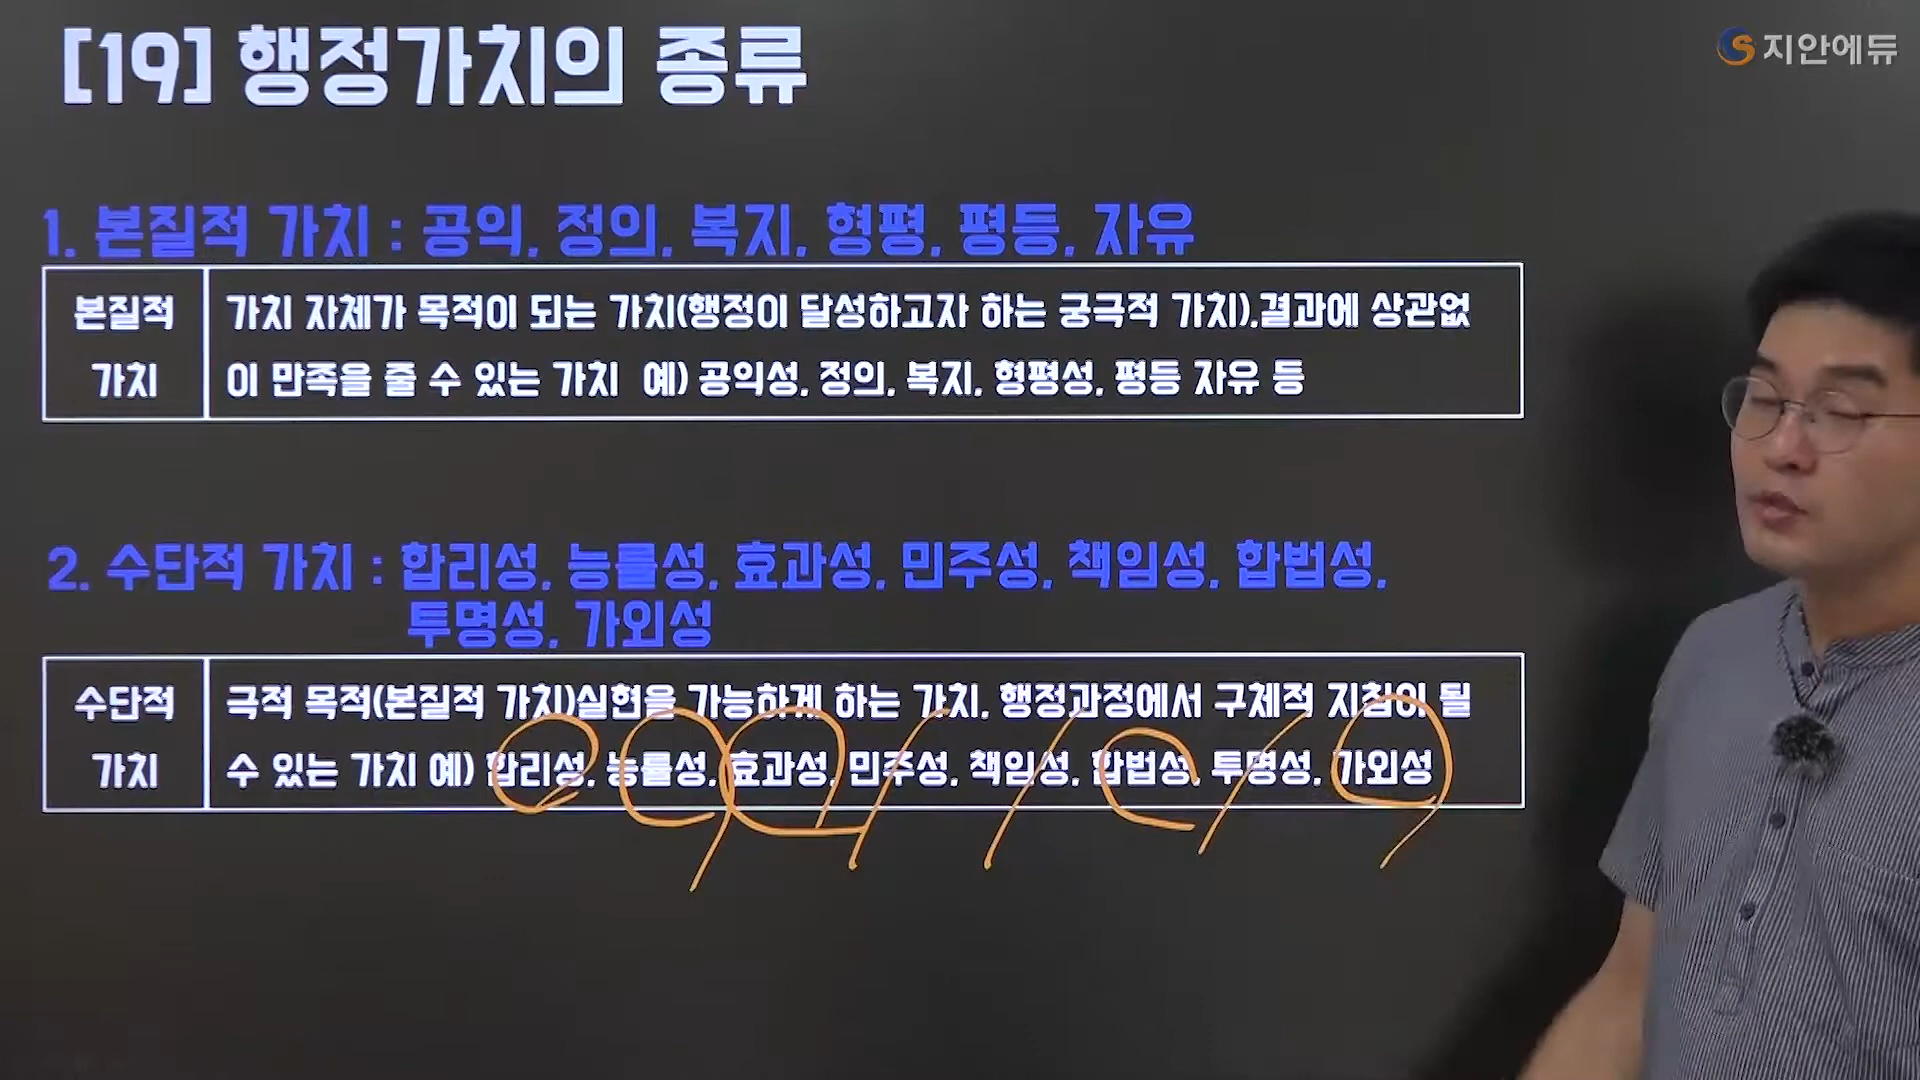 [19] 행정가치의 종류
지안에듀
1. 본질적 가치 : 공익, 정의, 복지, 형평, 평등, 자유
본질적
가치
가치 자체가 목적이 되는 가치(행정이 달성하고자 하는 궁극적 가치),결과에 상관없
이 만족을 줄 수 있는 가치 예) 공익성, 정의, 복지, 형평성, 평등 자유 등
2. 수단적 가치 : 합리성, 능률성, 효과성, 민주성, 책임성, 합법성,
투명성, 가외성
수단적
가치
극적 목적(본질적 가치)실현을 가능하게 하는 가치, 행정과정에서 구체적 지침이 될
수 있는 가치 예) 합리성, 능률성, 효과성, 민주성, 책임성, 합법성, 투명성, 가외성